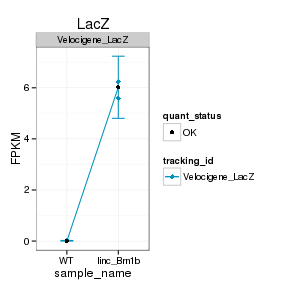 LacZ
Velocigene_LacZ
FPKM
6
4
2
0
WT linc_Brn1b
sample_name
quant_status
OK
tracking_id
Velocigene_LacZ